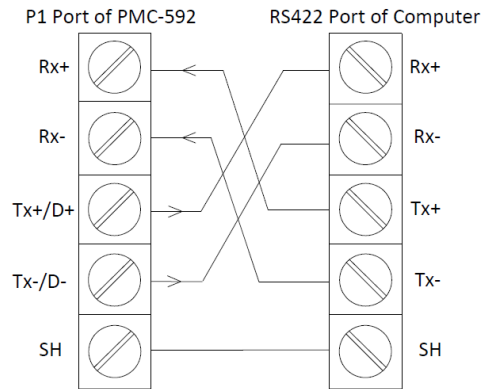 P1 Port of PMC-592
RS422 Port of Computer
Rx+
Rx+
Rx-
Rx-
Tx+/D+
Tx+
Tx-/D-
Tx-
SH
SH